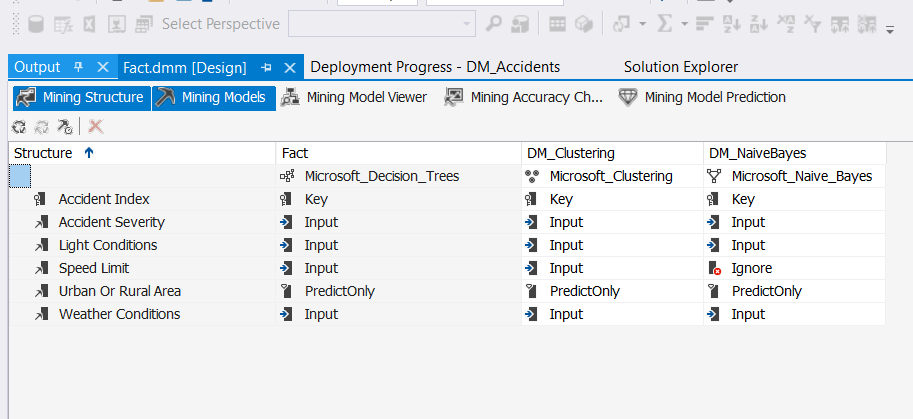 Select Perspective
Output Fact.dmm [Design] Deployment Progress - DM_Accidents Solution Explorer
Mining Structure Mining Models Mining Model Viewer Mining Accuracy Ch... Mining Model Prediction
Structure Fact DM_Clustering DM_NaiveBayes
Microsoft_Decision_Trees Microsoft_Clustering Microsoft_Naive_Bayes
Accident Index Key Key Key
Accident Severity Input Input Input
Light Conditions Input Input Input
Speed Limit Input Input Ignore
Urban Or Rural Area PredictOnly PredictOnly PredictOnly
Weather Conditions Input Input Input